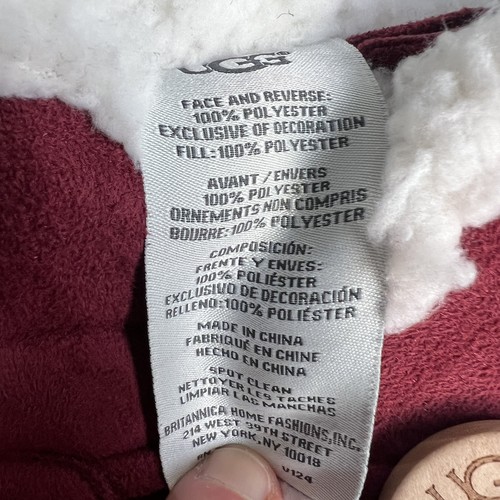 UGG®
FACE AND REVERSE:
100% POLYESTER
EXCLUSIVE OF DECORATION
FILL:100% POLYESTER
AVANT/ENVERS
100% POLYESTER
ORNEMENTS NON COMPRIS
BOURRE:100% POLYESTER
COMPOSICIÓN:
FRENTE Y ENVES:
100% POLIÉSTER
EXCLUSIVO DE DECORACIÓN
RELLENO:100% POLIÉSTER
MADE IN CHINA
FABRIQUÉ EN CHINE
HECHO EN CHINA
SPOT CLEAN
NETTOYER LES TACHES
LIMPIAR LAS MANCHAS
BRITANNICA HOME FASHIONS,INC.
214 WEST 39TH STREET
NEW YORK,NY 10018
V124